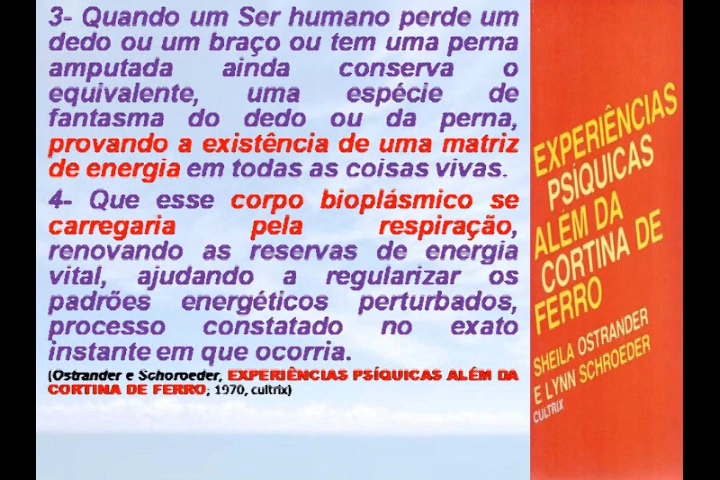 3- Quando um Ser humano perde um
dedo ou um braço ou tem uma perna
amputada ainda conserva o
equivalente, uma espécie de
fantasma do dedo ou da perna,
provando a existência de uma matriz
de energia em todas as coisas vivas.
4- Que esse corpo bioplásmico se
carregaria pela respiração,
renovando as reservas de energia
vital, ajudando a regularizar os
padrões energéticos perturbados,
processo constatado no exato
instante em que ocorria.
(Ostrander e Schoroeder, EXPERIÊNCIAS PSÍQUICAS ALÉM DA
CORTINA DE FERRO; 1970, cultrix)
EXPERIÊNCIAS
PSÍQUICAS
ALÉM DA
CORTINA DE
FERRO
SHEILA OSTRANDER
E LYNN SCHROEDER
CULTRIX